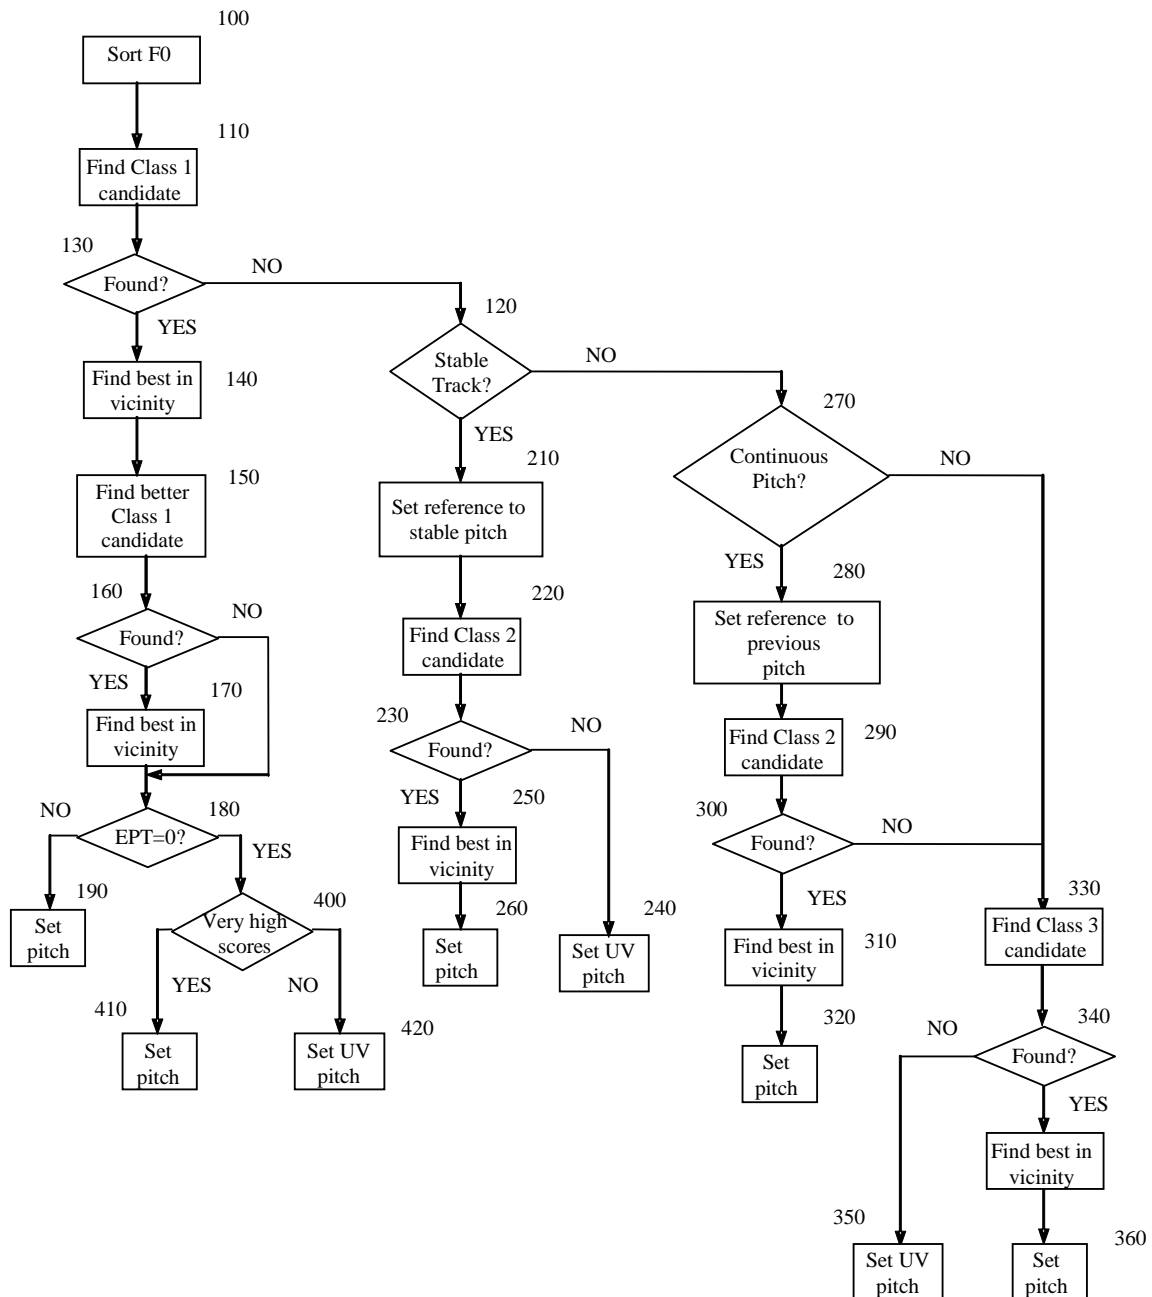 100
Sort F0
110
Find Class 1
candidate
130
Found?
NO
YES
120
Stable
Track?
NO
YES
Find best in
vicinity
140
270
Continuous
Pitch?
NO
YES
150
Find better
Class 1
candidate
210
Set reference to
stable pitch
160
Found?
NO
YES
220
Find Class 2
candidate
280
Set reference to
previous
pitch
170
Find best in
vicinity
230
Found?
NO
YES
290
Find Class 2
candidate
180
EPT=0?
NO
YES
250
Find best in
vicinity
300
Found?
NO
YES
190
Set
pitch
400
Very high
scores
YES
NO
260
Set
pitch
240
Set UV
pitch
310
Find best in
vicinity
330
Find Class 3
candidate
410
Set
pitch
420
Set UV
pitch
320
Set
pitch
340
Found?
NO
YES
Find best in
vicinity
350
Set UV
pitch
360
Set
pitch